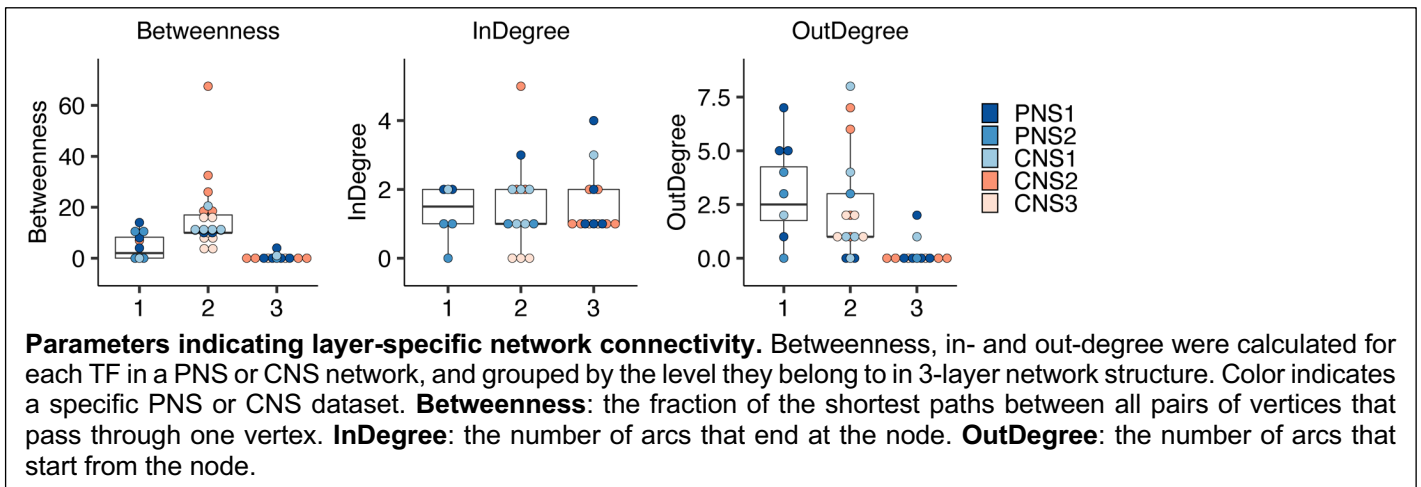 Betweenness
InDegree
OutDegree
Betweenness
60
40
20
0
1 2 3
InDegree
4
2
0
1 2 3
OutDegree
7.5
5.0
2.5
0.0
1 2 3
PNS1
PNS2
CNS1
CNS2
CNS3
Parameters indicating layer-specific network connectivity. Betweenness, in- and out-degree were calculated for
each TF in a PNS or CNS network, and grouped by the level they belong to in 3-layer network structure. Color indicates
a specific PNS or CNS dataset. Betweenness: the fraction of the shortest paths between all pairs of vertices that
pass through one vertex. InDegree: the number of arcs that end at the node. OutDegree: the number of arcs that
start from the node.